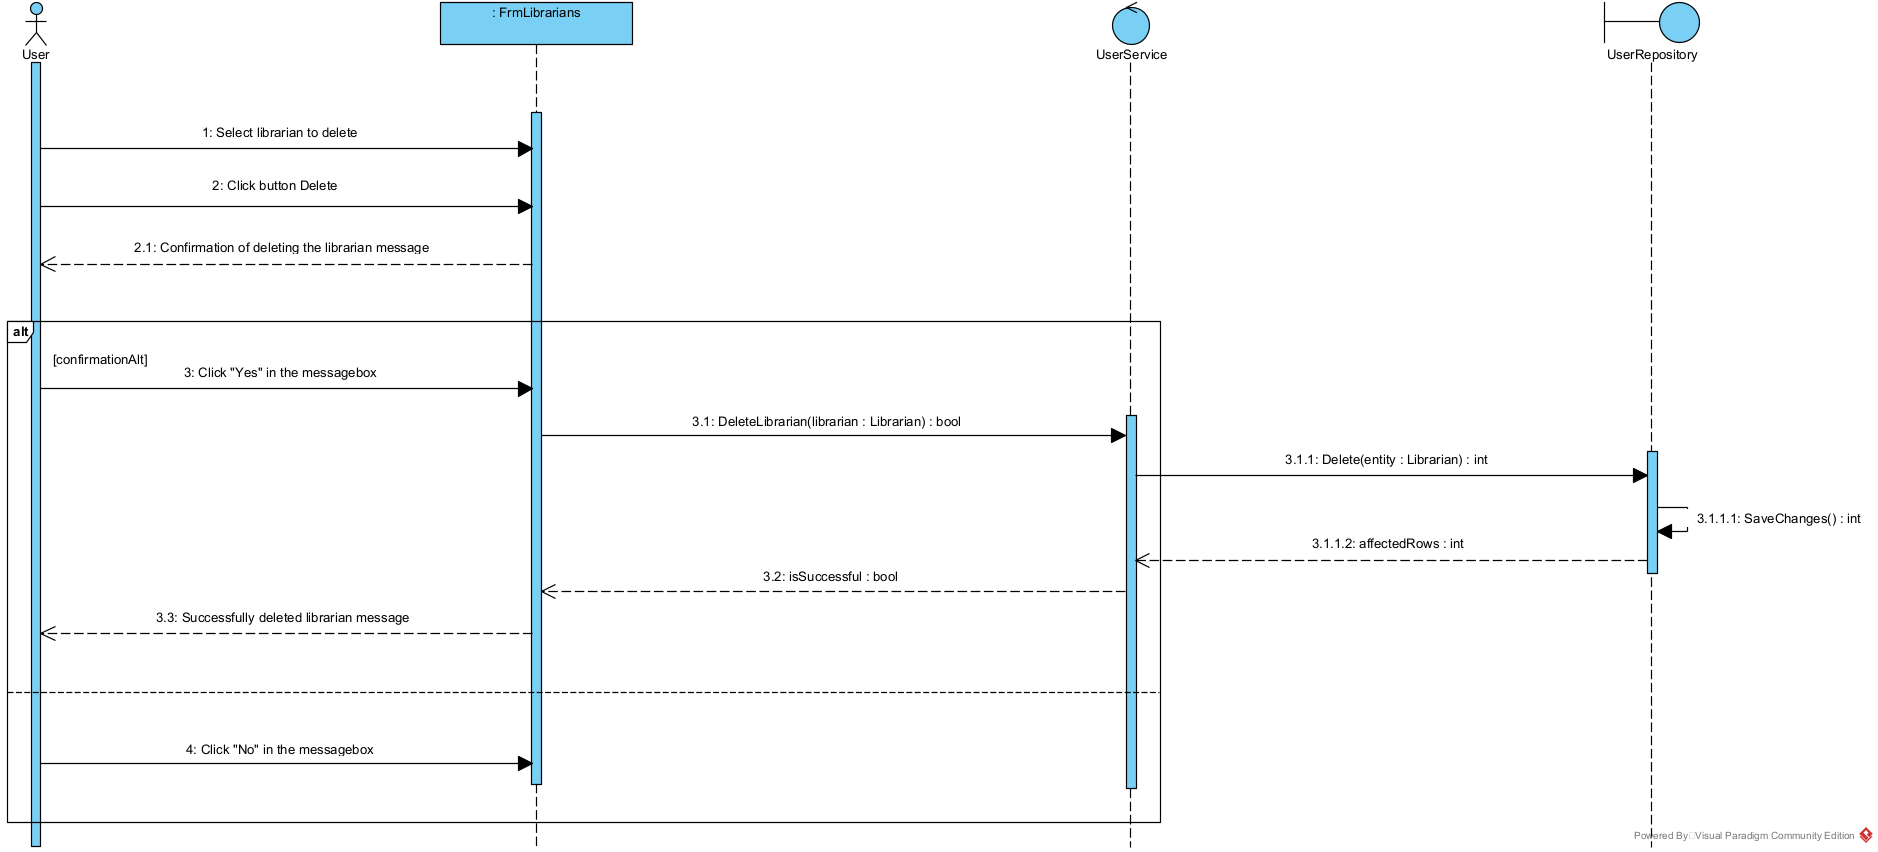 User
: FrmLibrarians
UserService
UserRepository
1: Select librarian to delete
2: Click button Delete
2.1: Confirmation of deleting the librarian message
alt
[confirmationAlt]
3: Click "Yes" in the messagebox
3.1: DeleteLibrarian(librarian : Librarian) : bool
3.1.1: Delete(entity : Librarian) : int
3.1.1.1: SaveChanges() : int
3.1.1.2: affectedRows : int
3.2: isSuccessful : bool
3.3: Successfully deleted librarian message
4: Click "No" in the messagebox
Powered By Visual Paradigm Community Edition